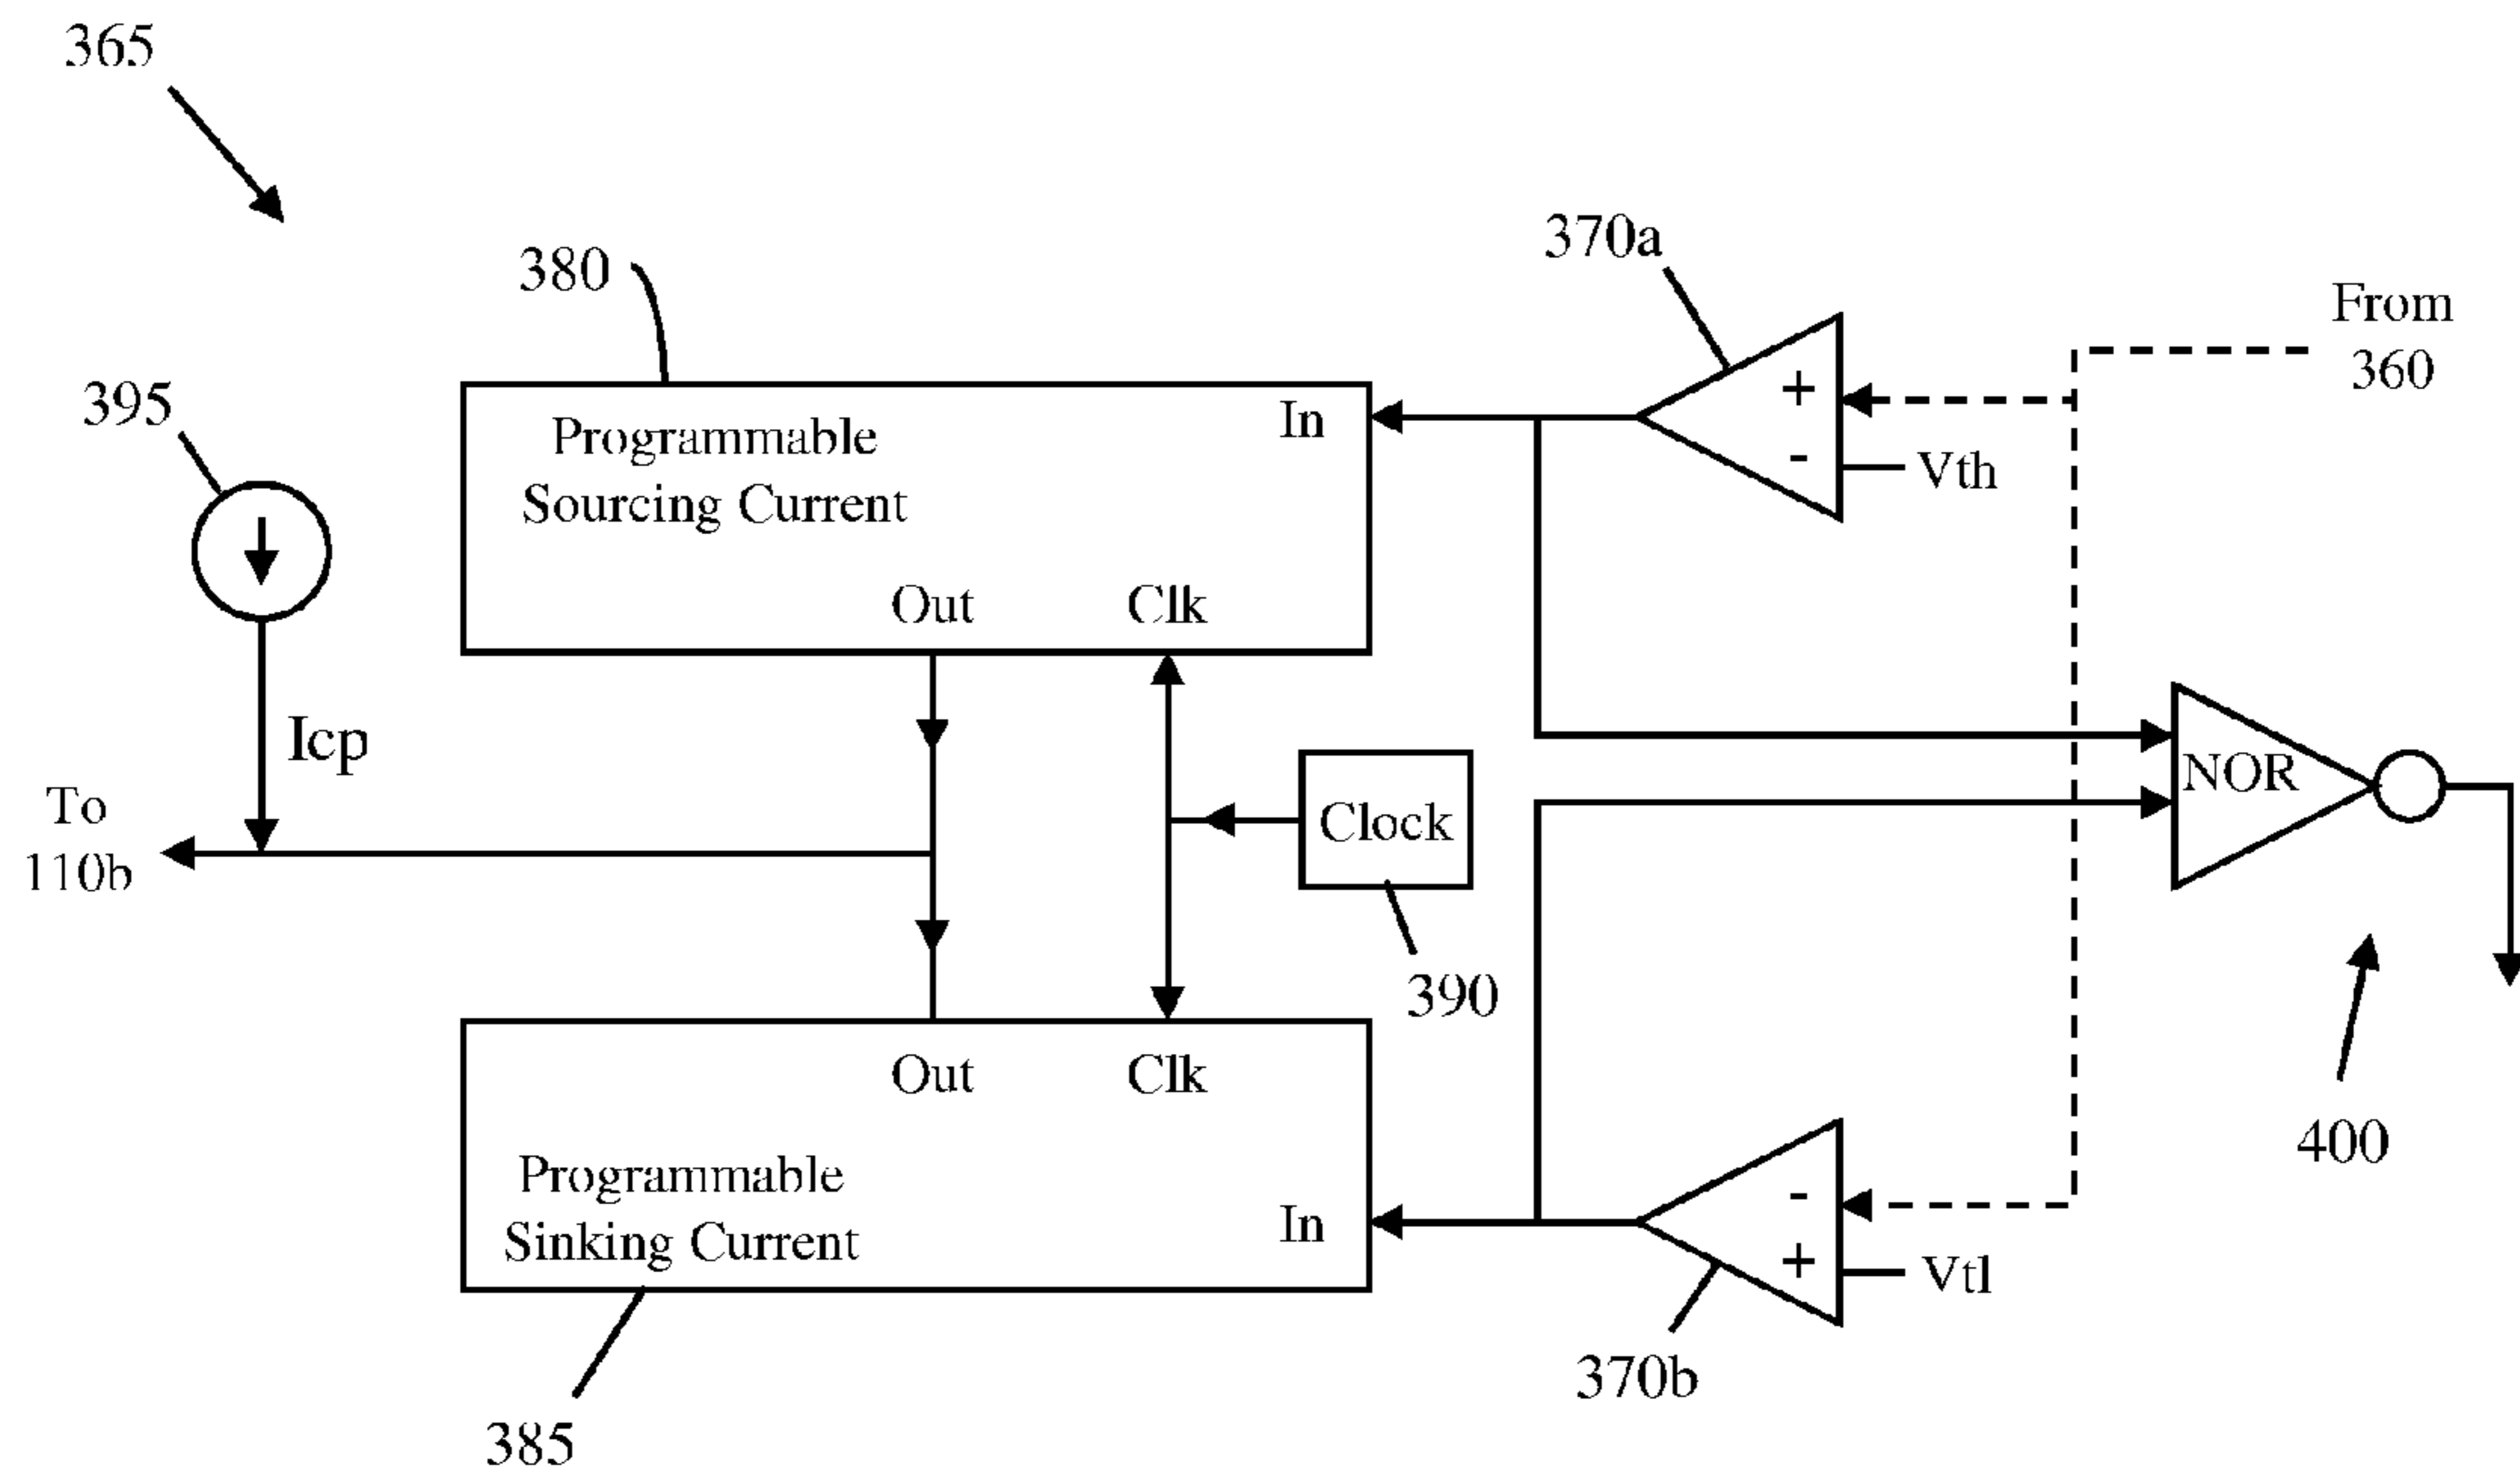 365
380
370a
From
360
395
Programmable
Sourcing Current
In
Out
Clk
+
-
Vth
Icp
To
110b
Clock
390
NOR
400
Out
Clk
Programmable
Sinking Current
In
-
+
Vtl
370b
385